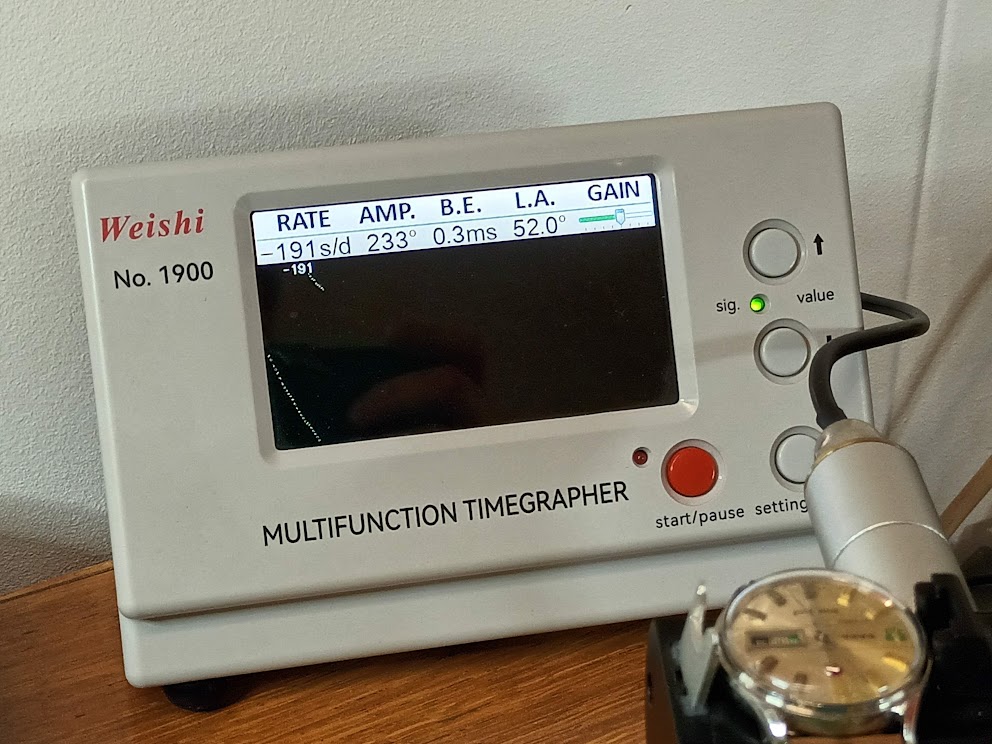 Weishi
No. 1900
RATE AMP. B.E. L.A. GAIN
-191s/d 233° 0.3ms 52.0°
-191
sig. value
start/pause setting
MULTIFUNCTION TIMEGRAPHER